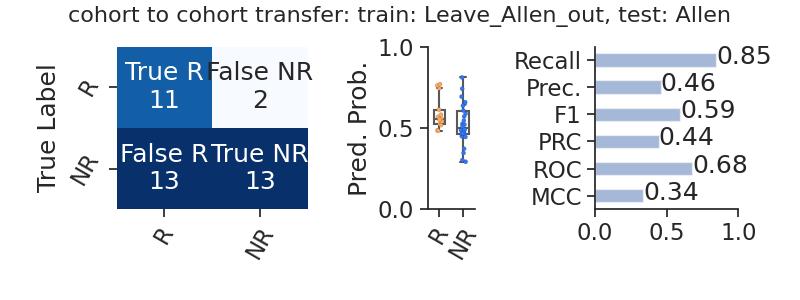 cohort to cohort transfer: train: Leave_Allen_out, test: Allen
True Label
R
NR
True R
11
False NR
2
False R
13
True NR
13
R
NR
Pred. Prob.
1.0
0.5
0.0
R
NR
Recall
0.85
Prec.
0.46
F1
0.59
PRC
0.44
ROC
0.68
MCC
0.34
0.0
0.5
1.0